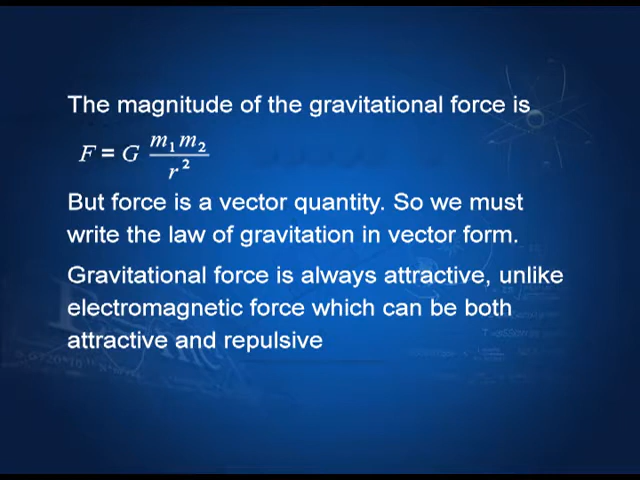 The magnitude of the gravitational force is
F = G m₁m₂ / r²
But force is a vector quantity. So we must
write the law of gravitation in vector form.
Gravitational force is always attractive, unlike
electromagnetic force which can be both
attractive and repulsive